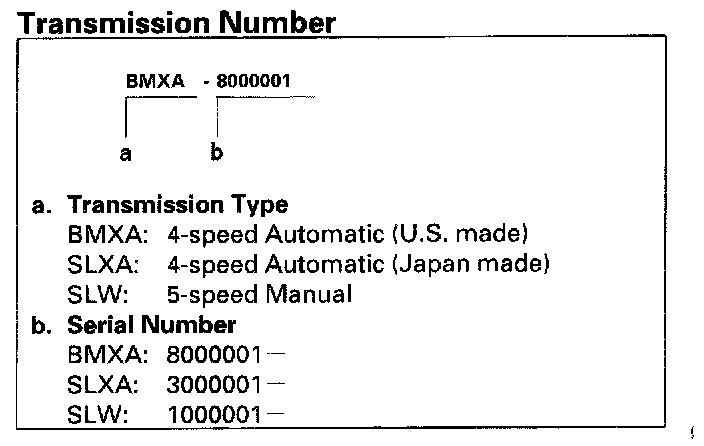 Transmission Number
BMXA - 8000001
a b
a. Transmission Type
BMXA: 4-speed Automatic (U.S. made)
SLXA: 4-speed Automatic (Japan made)
SLW: 5-speed Manual
b. Serial Number
BMXA: 8000001—
SLXA: 3000001—
SLW: 1000001—